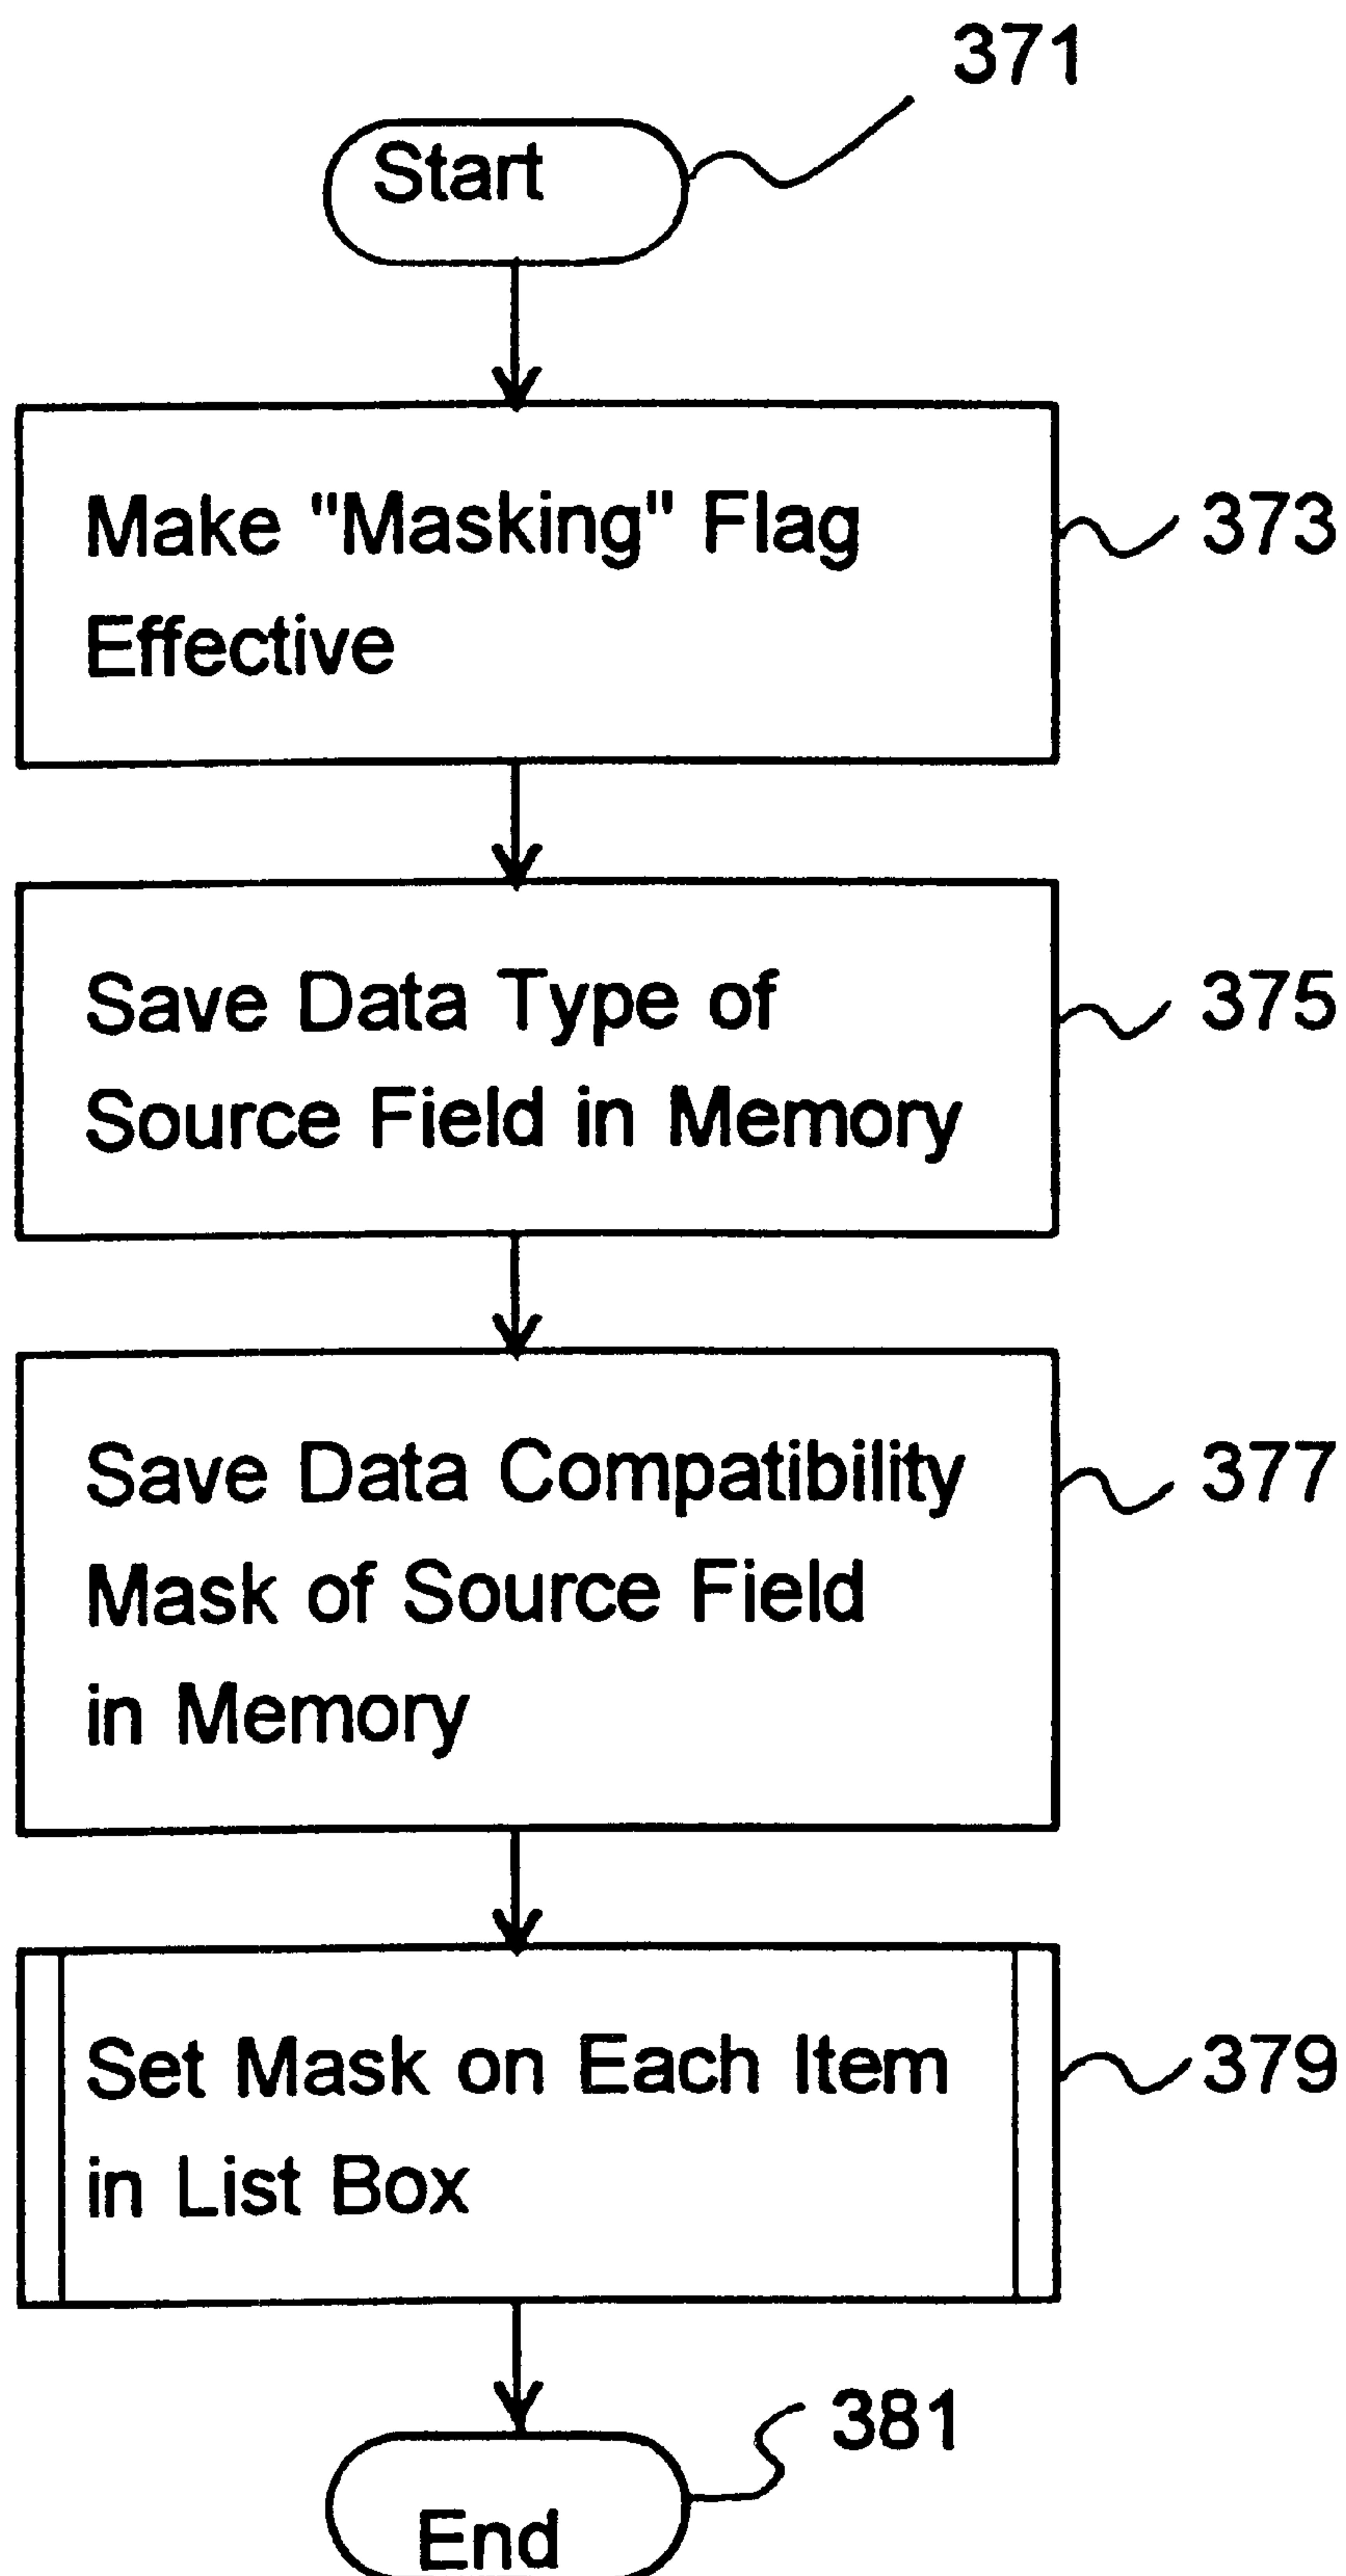 371
Start
Make "Masking" Flag
Effective
373
Save Data Type of
Source Field in Memory
375
Save Data Compatibility
Mask of Source Field
in Memory
377
Set Mask on Each Item
in List Box
379
381
End